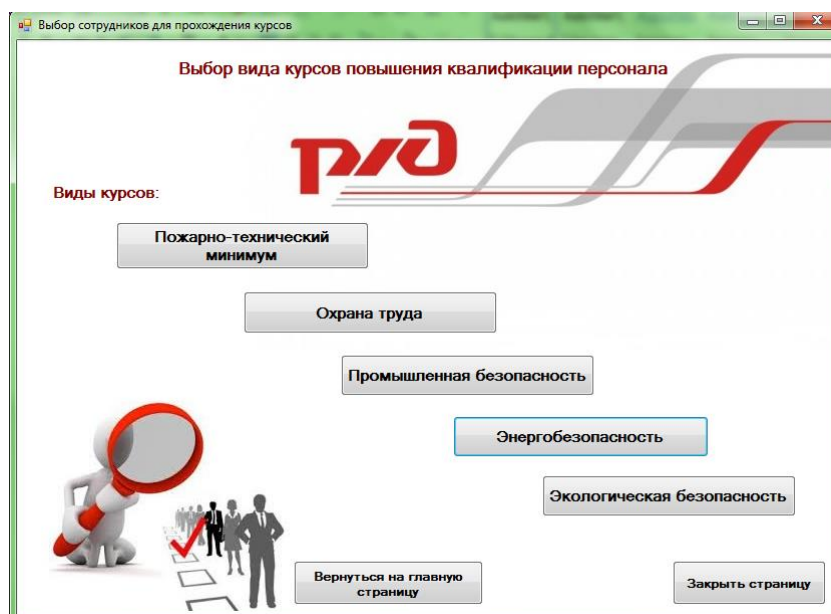 Выбор сотрудников для прохождения курсов
Выбор вида курсов повышения квалификации персонала
ржд
Виды курсов:
Пожарно-технический
минимум
Охрана труда
Промышленная безопасность
Энергобезопасность
Экологическая безопасность
Вернуться на главную
страницу
Закрыть страницу